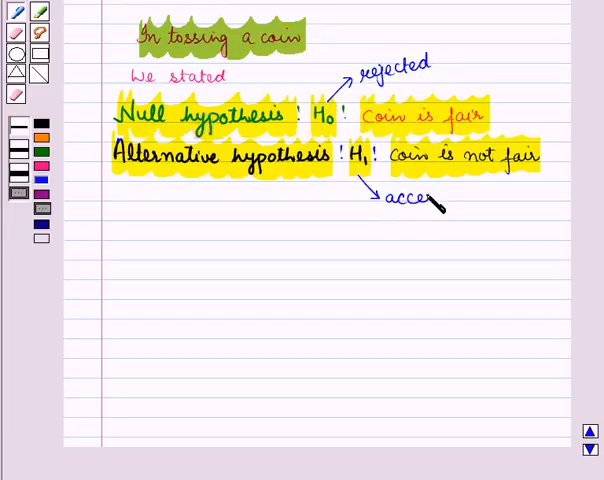 In tossing a coin
We stated
rejected
Null hypothesis : H0 : coin is fair
Alternative hypothesis : H1 : coin is not fair
acce